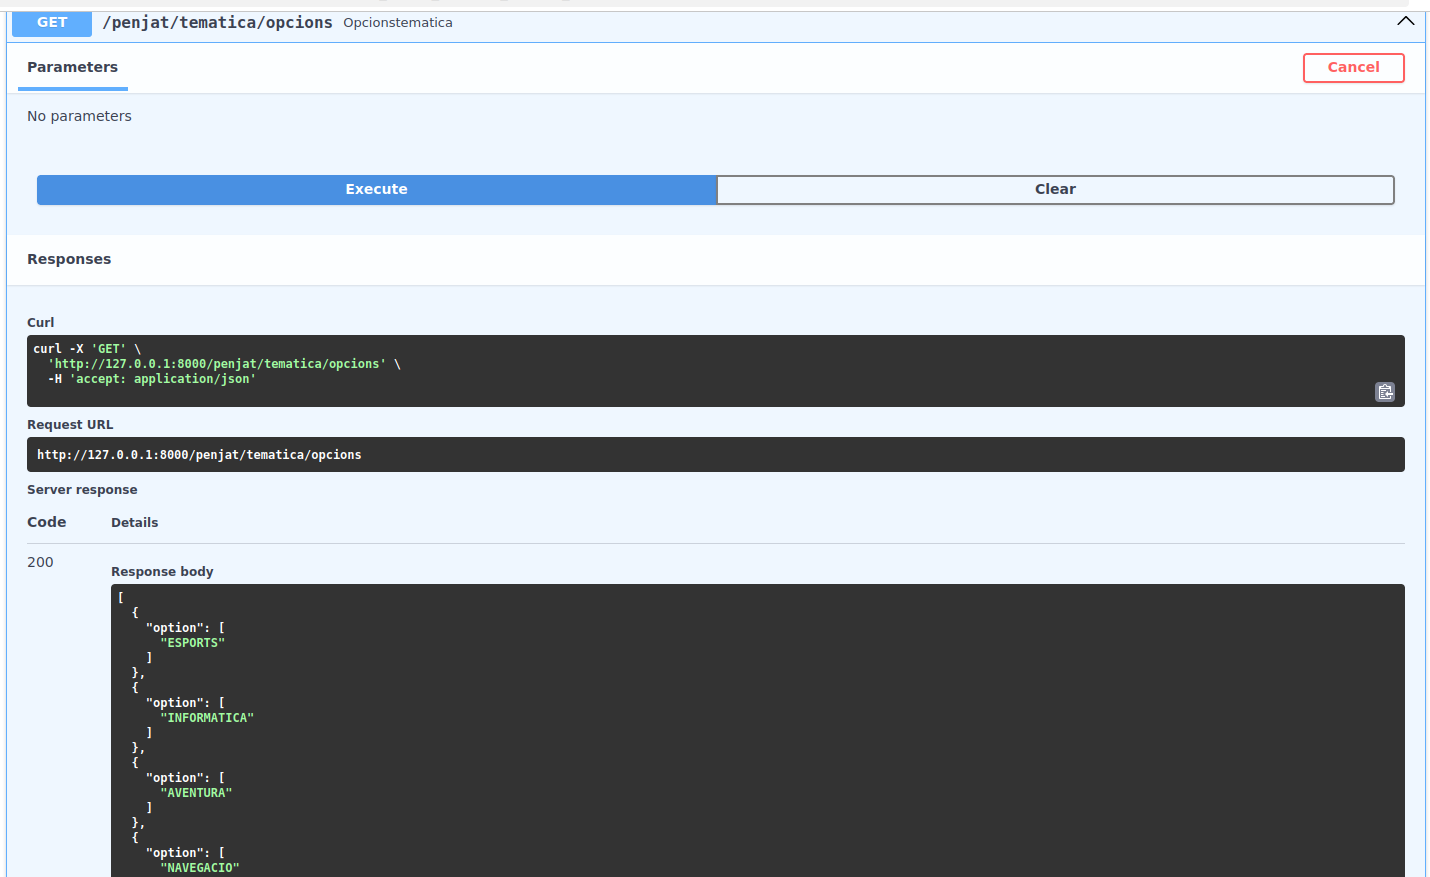 GET /penjat/tematica/opcions Opcionstematica
Parameters
Cancel
No parameters
Execute
Clear
Responses
Curl
curl -X 'GET' \
  'http://127.0.0.1:8000/penjat/tematica/opcions' \
  -H 'accept: application/json'
Request URL
http://127.0.0.1:8000/penjat/tematica/opcions
Server response
Code Details
200
Response body
[
  {
    "option": [
      "ESPORTS"
    ]
  },
  {
    "option": [
      "INFORMATICA"
    ]
  },
  {
    "option": [
      "AVENTURA"
    ]
  },
  {
    "option": [
      "NAVEGACIO"